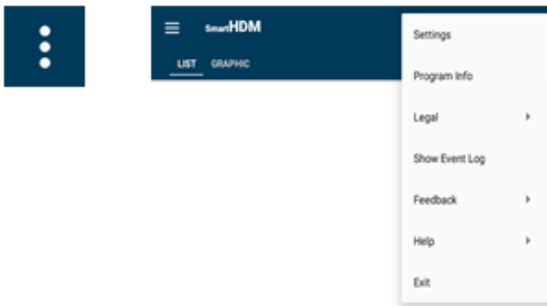 SmartHDM
LIST GRAPHIC
Settings
Program Info
Legal
Show Event Log
Feedback
Help
Exit